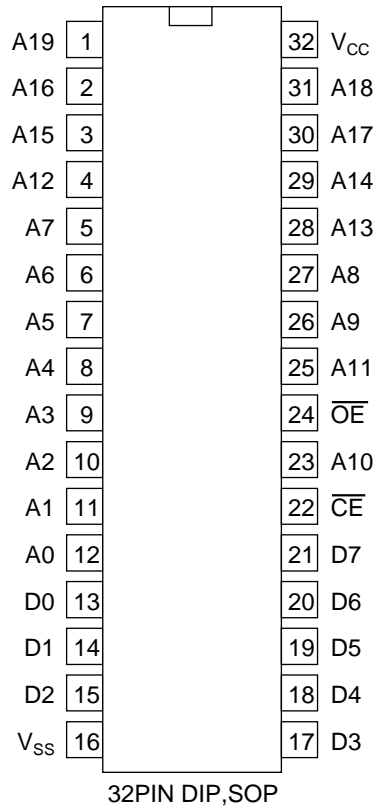 A19 1 32 VCC
A16 2 31 A18
A15 3 30 A17
A12 4 29 A14
A7 5 28 A13
A6 6 27 A8
A5 7 26 A9
A4 8 25 A11
A3 9 24 O̅E̅
A2 10 23 A10
A1 11 22 C̅E̅
A0 12 21 D7
D0 13 20 D6
D1 14 19 D5
D2 15 18 D4
VSS 16 17 D3
32PIN DIP,SOP